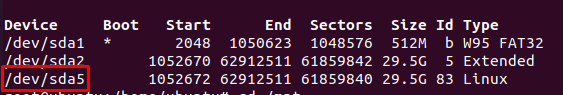 Device Boot Start End Sectors Size Id Type
/dev/sda1 * 2048 1050623 1048576 512M b W95 FAT32
/dev/sda2 1052670 62912511 61859842 29.5G 5 Extended
/dev/sda5 1052672 62912511 61859840 29.5G 83 Linux